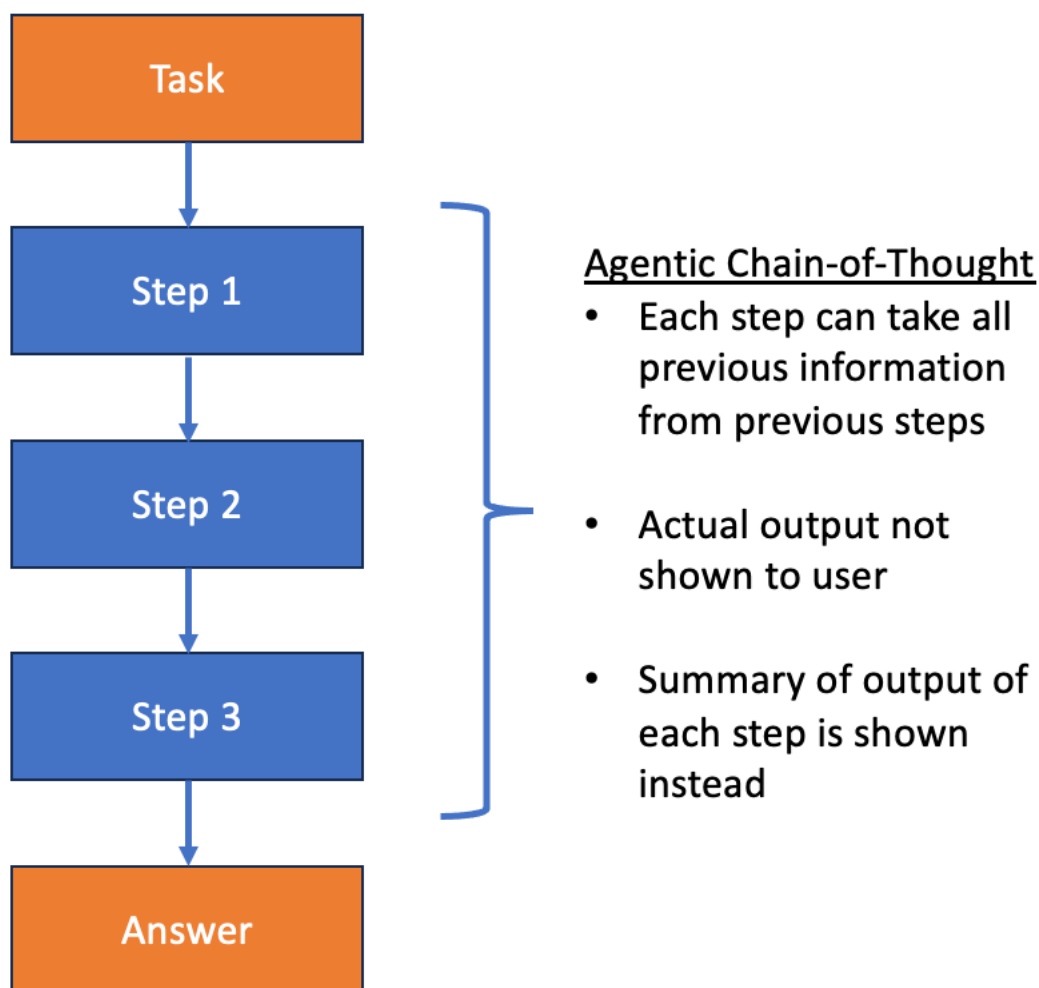 Task
Step 1
Step 2
Step 3
Answer
Agentic Chain-of-Thought
• Each step can take all
previous information
from previous steps
• Actual output not
shown to user
• Summary of output of
each step is shown
instead